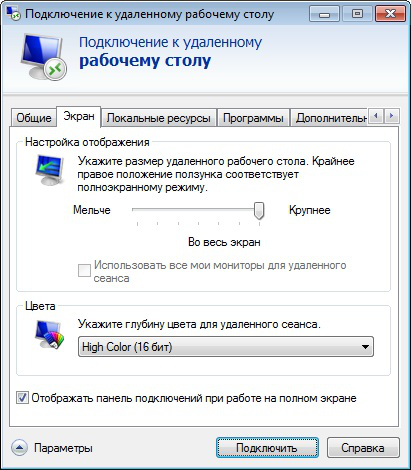 Подключение к удаленному рабочему столу
Подключение к удаленному
рабочему столу
Общие Экран Локальные ресурсы Программы Дополнительн
Настройка отображения
Укажите размер удаленного рабочего стола. Крайнее
правое положение ползунка соответствует
полноэкранному режиму.
Мельче Крупнее
Во весь экран
Использовать все мои мониторы для удаленного
сеанса
Цвета
Укажите глубину цвета для удаленного сеанса.
High Color (16 бит)
Отображать панель подключений при работе на полном экране
Параметры Подключить Справка